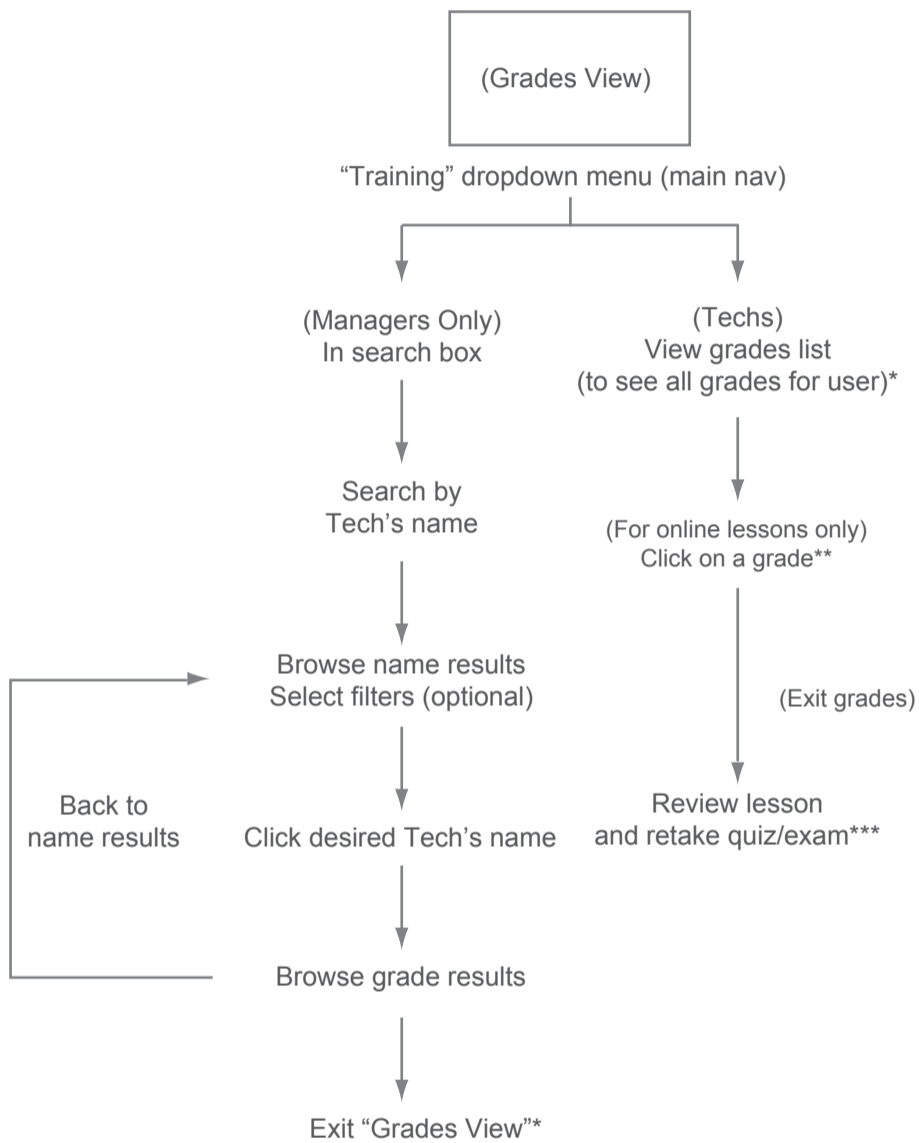 (Grades View)
“Training” dropdown menu (main nav)
(Managers Only)
In search box
Search by
Tech’s name
Browse name results
Select filters (optional)
Back to
name results
Click desired Tech’s name
Browse grade results
Exit “Grades View”*
(Techs)
View grades list
(to see all grades for user)*
(For online lessons only)
Click on a grade**
(Exit grades)
Review lesson
and retake quiz/exam***